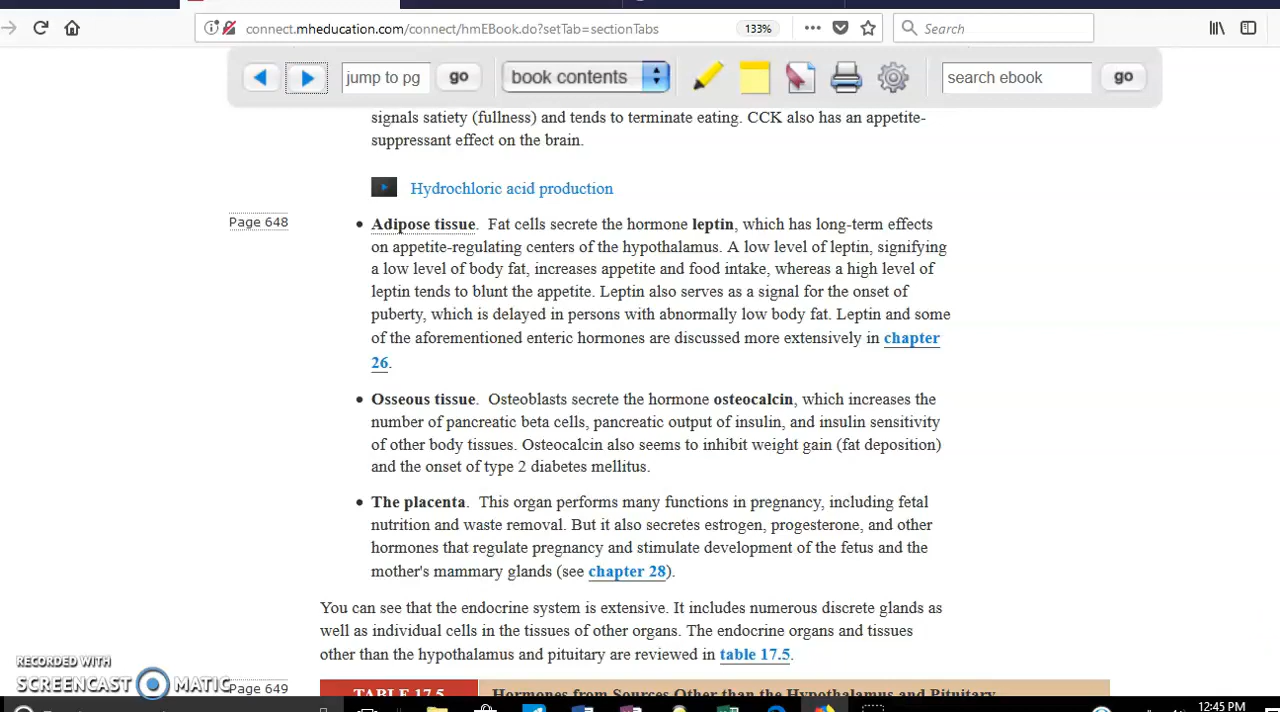 connect.mheducation.com/connect/hmEBook.do?setTab=sectionTabs
133%
Search
jump to pg
go
book contents
search ebook
go
signals satiety (fullness) and tends to terminate eating. CCK also has an appetite-
suppressant effect on the brain.
Hydrochloric acid production
Page 648
• Adipose tissue. Fat cells secrete the hormone leptin, which has long-term effects
on appetite-regulating centers of the hypothalamus. A low level of leptin, signifying
a low level of body fat, increases appetite and food intake, whereas a high level of
leptin tends to blunt the appetite. Leptin also serves as a signal for the onset of
puberty, which is delayed in persons with abnormally low body fat. Leptin and some
of the aforementioned enteric hormones are discussed more extensively in chapter
26.
• Osseous tissue. Osteoblasts secrete the hormone osteocalcin, which increases the
number of pancreatic beta cells, pancreatic output of insulin, and insulin sensitivity
of other body tissues. Osteocalcin also seems to inhibit weight gain (fat deposition)
and the onset of type 2 diabetes mellitus.
• The placenta. This organ performs many functions in pregnancy, including fetal
nutrition and waste removal. But it also secretes estrogen, progesterone, and other
hormones that regulate pregnancy and stimulate development of the fetus and the
mother's mammary glands (see chapter 28).
You can see that the endocrine system is extensive. It includes numerous discrete glands as
well as individual cells in the tissues of other organs. The endocrine organs and tissues
other than the hypothalamus and pituitary are reviewed in table 17.5.
RECORDED WITH
SCREENCAST MATIC
Page 649
TABLE 17.5 Hormones from Sources Other than the Hypothalamus and Pituitary
12:45 PM